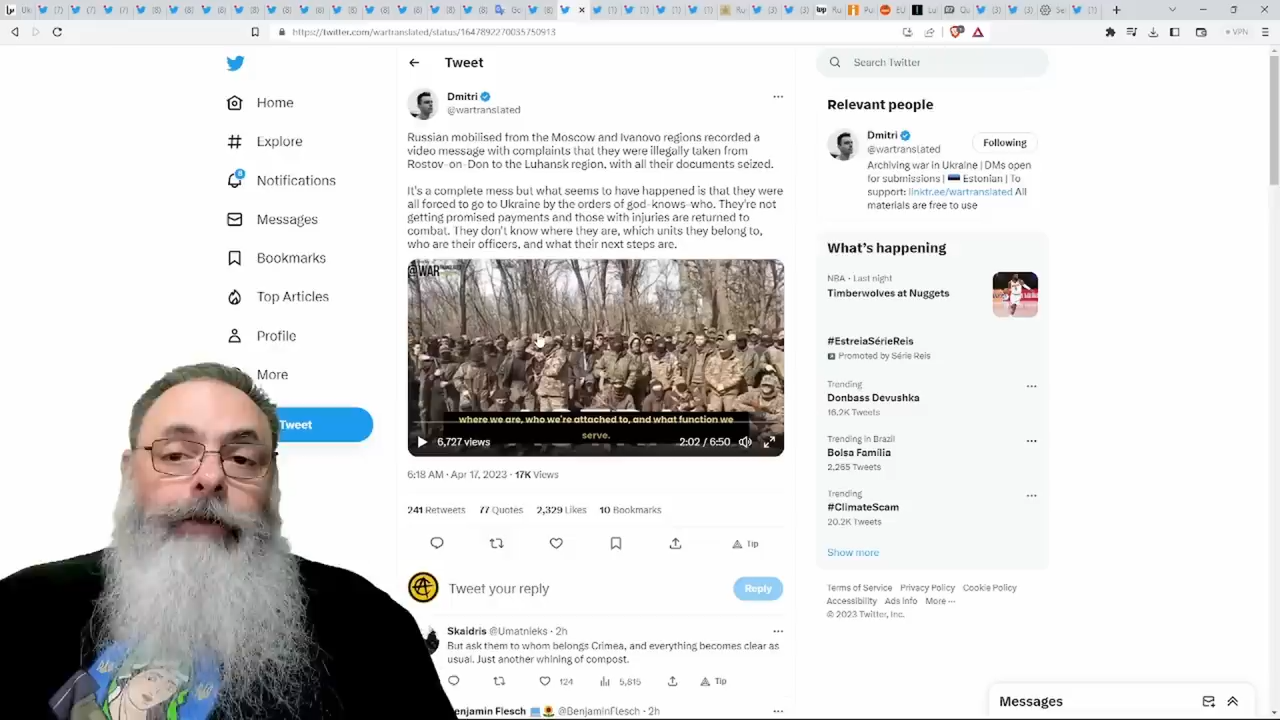 https://twitter.com/wartranslated/status/1647892270035750913
VPN
Home
Explore
8
Notifications
Messages
Bookmarks
Top Articles
Profile
More
Tweet
Tweet
Dmitri
@wartranslated
Russian mobilised from the Moscow and Ivanovo regions recorded a
video message with complaints that they were illegally taken from
Rostov-on-Don to the Luhansk region, with all their documents seized.
It's a complete mess but what seems to have happened is that they were
all forced to go to Ukraine by the orders of god-knows-who. They're not
getting promised payments and those with injuries are returned to
combat. They don't know where they are, which units they belong to,
who are their officers, and what their next steps are.
@WAR
where we are, who we're attached to, and what function we
serve.
6,727 views
2:02 / 6:50
6:18 AM · Apr 17, 2023 · 17K Views
241 Retweets 77 Quotes 2,329 Likes 10 Bookmarks
Tip
Tweet your reply
Reply
Skaidris @Umatnieks · 2h
But ask them to whom belongs Crimea, and everything becomes clear as
usual. Just another whining of compost.
124
5,815
Tip
enjamin Flesch @BenjaminFlesch · 2h
Search Twitter
Relevant people
Dmitri
@wartranslated
Following
Archiving war in Ukraine | DMs open
for submissions | Estonian | To
support: linktr.ee/wartranslated All
materials are free to use
What's happening
NBA · Last night
Timberwolves at Nuggets
#EstreiaSérieReis
Promoted by Série Reis
Trending
Donbass Devushka
16.2K Tweets
Trending in Brazil
Bolsa Família
2,265 Tweets
Trending
#ClimateScam
20.2K Tweets
Show more
Terms of Service Privacy Policy Cookie Policy
Accessibility Ads info More ···
© 2023 Twitter, Inc.
Messages